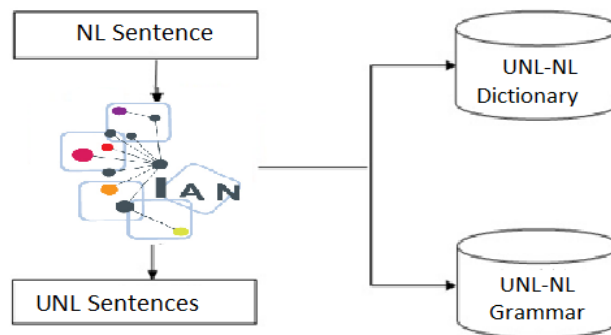 NL Sentence
UNL-NL
Dictionary
IAN
UNL Sentences
UNL-NL
Grammar